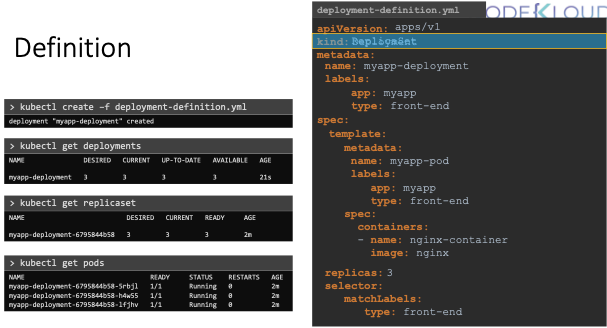 Definition
> kubectl create –f deployment-definition.yml
deployment "myapp-deployment" created
> kubectl get deployments
NAME DESIRED CURRENT UP-TO-DATE AVAILABLE AGE
myapp-deployment 3 3 3 3 21s
> kubectl get replicaset
NAME DESIRED CURRENT READY AGE
myapp-deployment-6795844b58 3 3 3 2m
> kubectl get pods
NAME READY STATUS RESTARTS AGE
myapp-deployment-6795844b58-5rbjl 1/1 Running 0 2m
myapp-deployment-6795844b58-h4w55 1/1 Running 0 2m
myapp-deployment-6795844b58-lfjhv 1/1 Running 0 2m
deployment-definition.yml
ODEKLOUD
apiVersion: apps/v1
kind: Deployment
metadata:
name: myapp-deployment
labels:
app: myapp
type: front-end
spec:
template:
metadata:
name: myapp-pod
labels:
app: myapp
type: front-end
spec:
containers:
- name: nginx-container
image: nginx
replicas: 3
selector:
matchLabels:
type: front-end